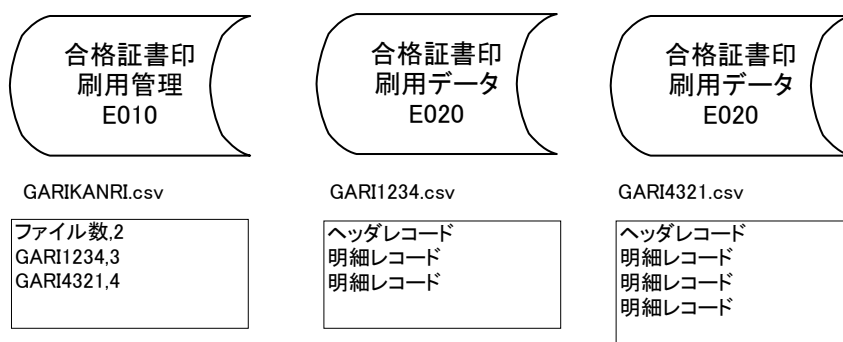 合格証書印
刷用管理
E010
合格証書印
刷用データ
E020
合格証書印
刷用データ
E020
GARIKANRI.csv
GARI1234.csv
GARI4321.csv
ファイル数,2
GARI1234,3
GARI4321,4
ヘッダレコード
明細レコード
明細レコード
ヘッダレコード
明細レコード
明細レコード
明細レコード